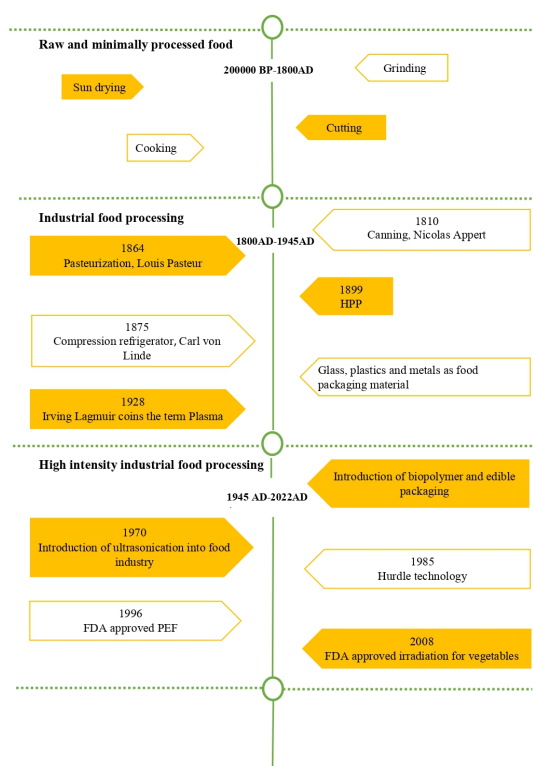 Raw and minimally processed food
200000 BP-1800AD
Grinding
Sun drying
Cutting
Cooking
Industrial food processing
1810
Canning, Nicolas Appert
1800AD-1945AD
1864
Pasteurization, Louis Pasteur
1899
HPP
1875
Compression refrigerator, Carl von
Linde
Glass, plastics and metals as food
packaging material
1928
Irving Lagmuir coins the term Plasma
High intensity industrial food processing
Introduction of biopolymer and edible
packaging
1945 AD-2022AD
1970
Introduction of ultrasonication into food
industry
1985
Hurdle technology
1996
FDA approved PEF
2008
FDA approved irradiation for vegetables